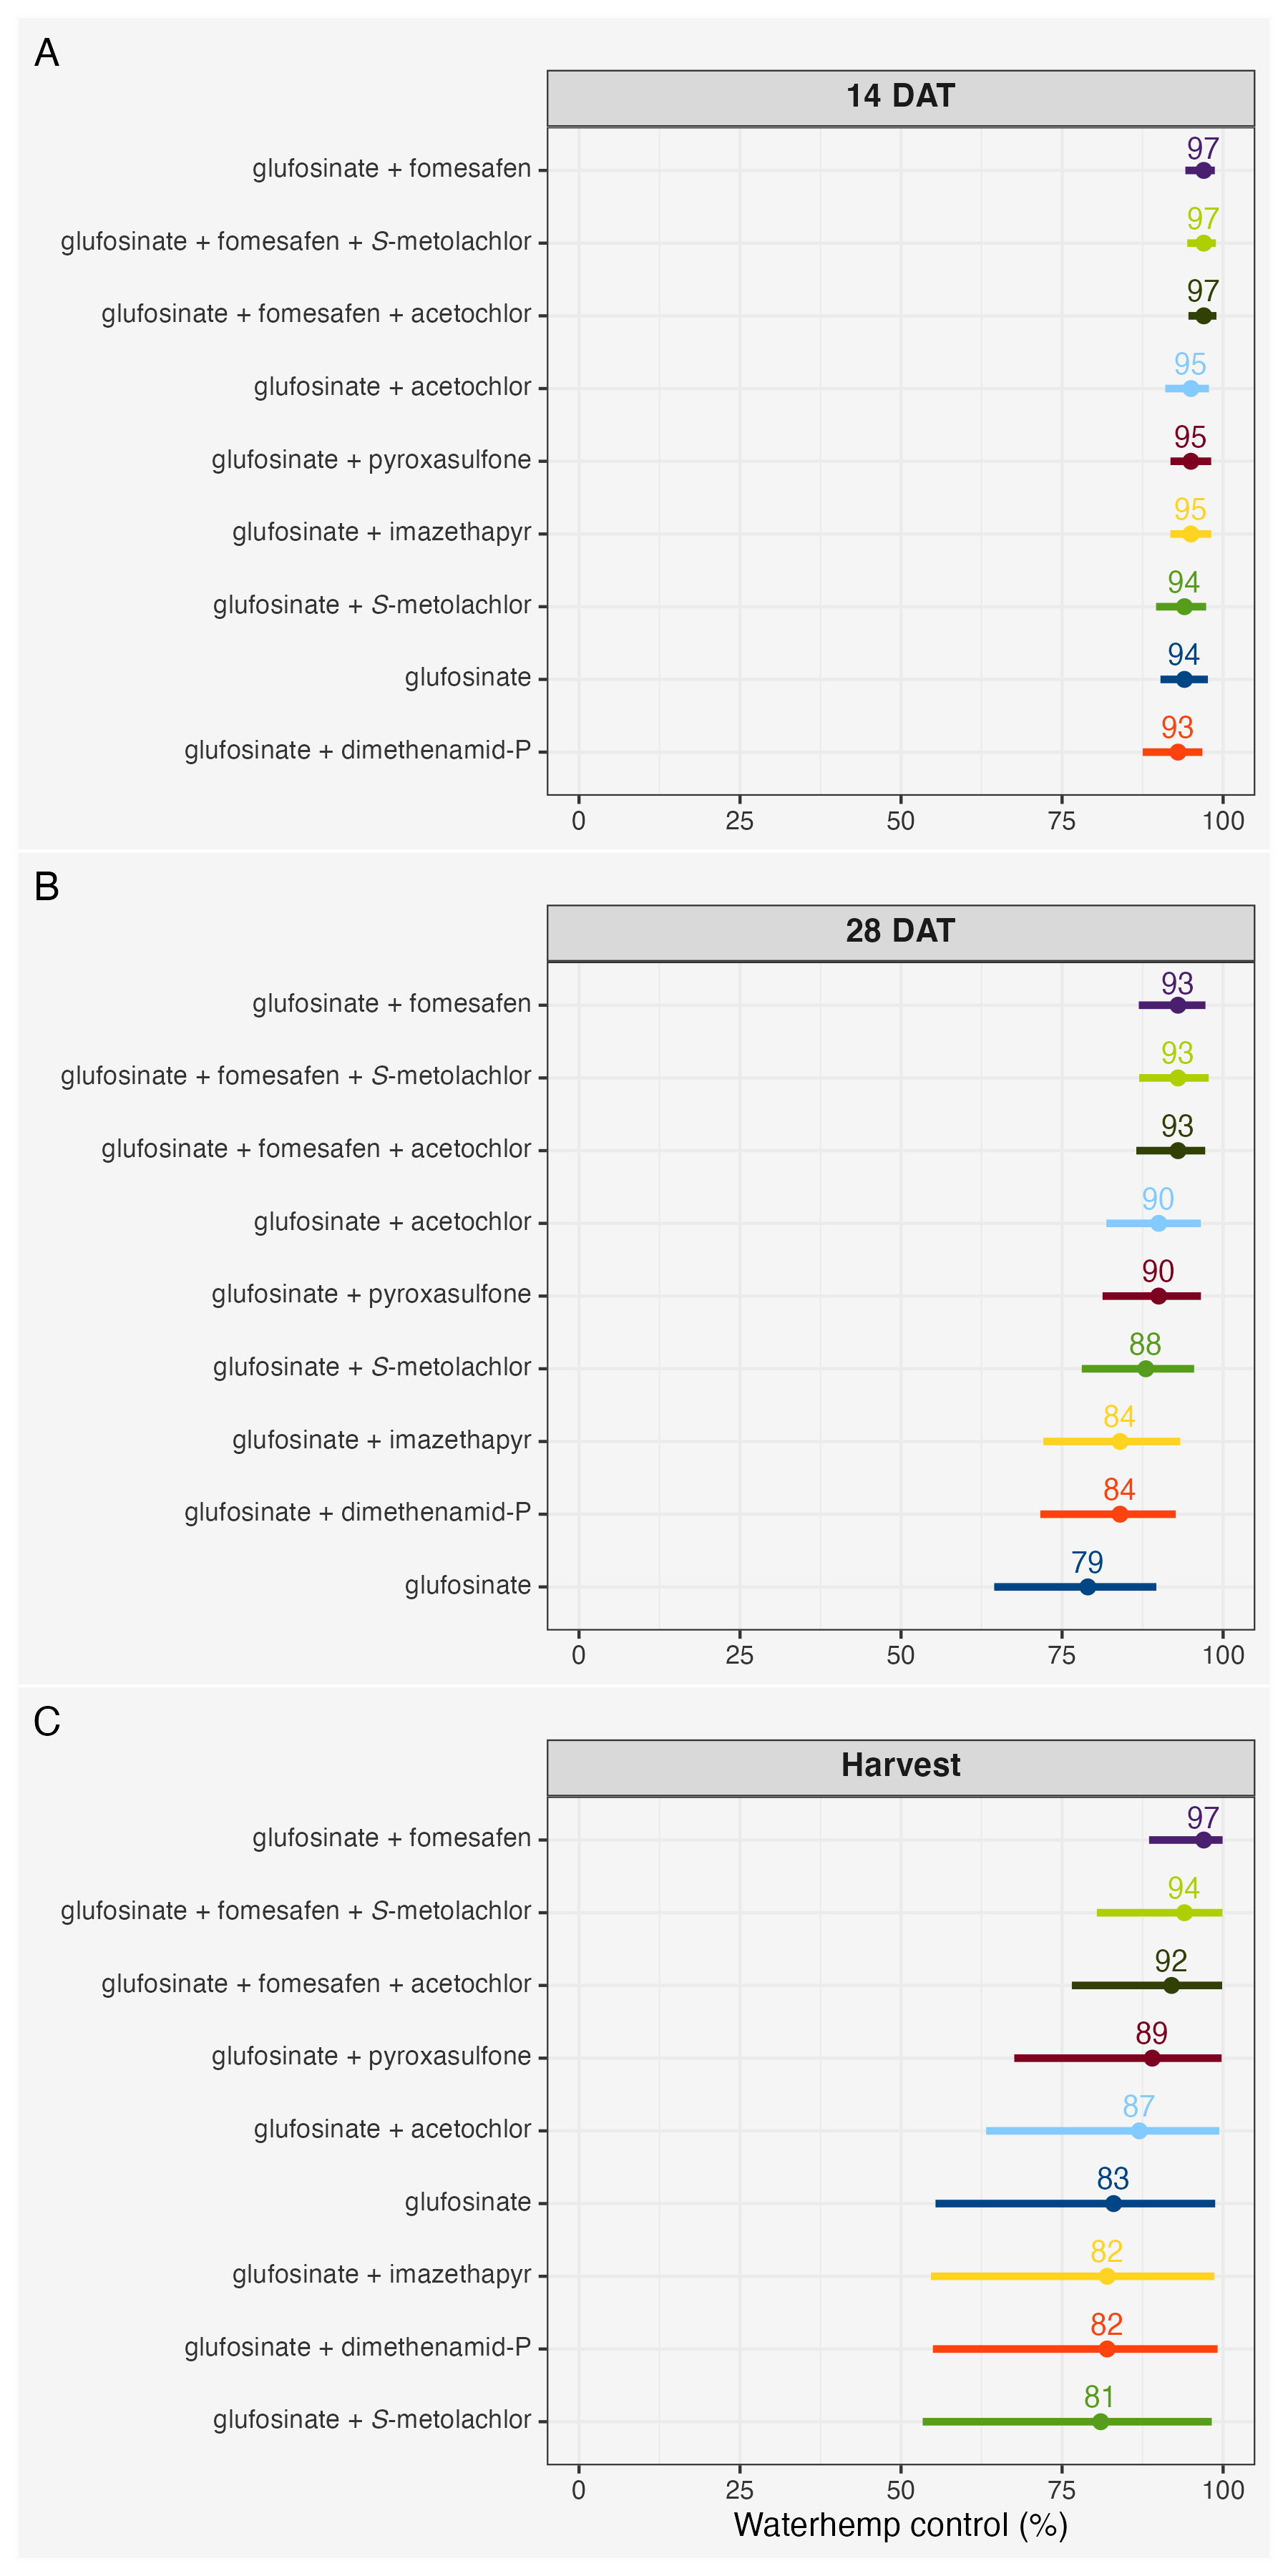 A
14 DAT
glufosinate + fomesafen
97
glufosinate + fomesafen + S-metolachlor
97
glufosinate + fomesafen + acetochlor
97
glufosinate + acetochlor
95
glufosinate + pyroxasulfone
95
glufosinate + imazethapyr
95
glufosinate + S-metolachlor
94
glufosinate
94
glufosinate + dimethenamid-P
93
0 25 50 75 100
B
28 DAT
glufosinate + fomesafen
93
glufosinate + fomesafen + S-metolachlor
93
glufosinate + fomesafen + acetochlor
93
glufosinate + acetochlor
90
glufosinate + pyroxasulfone
90
glufosinate + S-metolachlor
88
glufosinate + imazethapyr
84
glufosinate + dimethenamid-P
84
glufosinate
79
0 25 50 75 100
C
Harvest
glufosinate + fomesafen
97
glufosinate + fomesafen + S-metolachlor
94
glufosinate + fomesafen + acetochlor
92
glufosinate + pyroxasulfone
89
glufosinate + acetochlor
87
glufosinate
83
glufosinate + imazethapyr
82
glufosinate + dimethenamid-P
82
glufosinate + S-metolachlor
81
0 25 50 75 100
Waterhemp control (%)